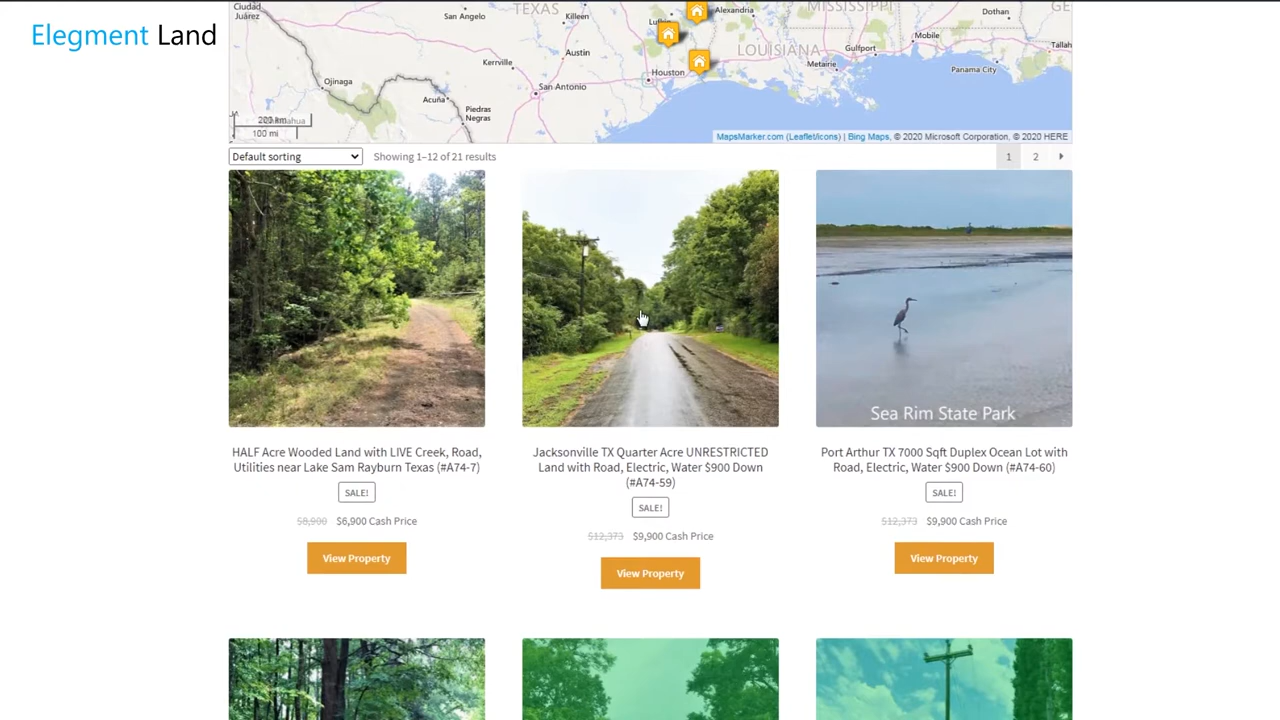 Elegment Land
Ciudad
Juárez
San Angelo
TEXAS
Killeen
Lufkin
Alexandria
MISSISSIPPI
Dothan
Austin
LOUISIANA
Mobile
Gulfport
Kerrville
Metairie
Tallah
Ojinaga
Houston
Panama City
San Antonio
Acuña
Piedras
Negras
200 km
Chihuahua
100 mi
MapsMarker.com (Leaflet/icons) | Bing Maps, © 2020 Microsoft Corporation, © 2020 HERE
Default sorting
Showing 1–12 of 21 results
1 2
Sea Rim State Park
HALF Acre Wooded Land with LIVE Creek, Road,
Utilities near Lake Sam Rayburn Texas (#A74-7)
SALE!
$8,900 $6,900 Cash Price
View Property
Jacksonville TX Quarter Acre UNRESTRICTED
Land with Road, Electric, Water $900 Down
(#A74-59)
SALE!
$12,373 $9,900 Cash Price
View Property
Port Arthur TX 7000 Sqft Duplex Ocean Lot with
Road, Electric, Water $900 Down (#A74-60)
SALE!
$12,373 $9,900 Cash Price
View Property